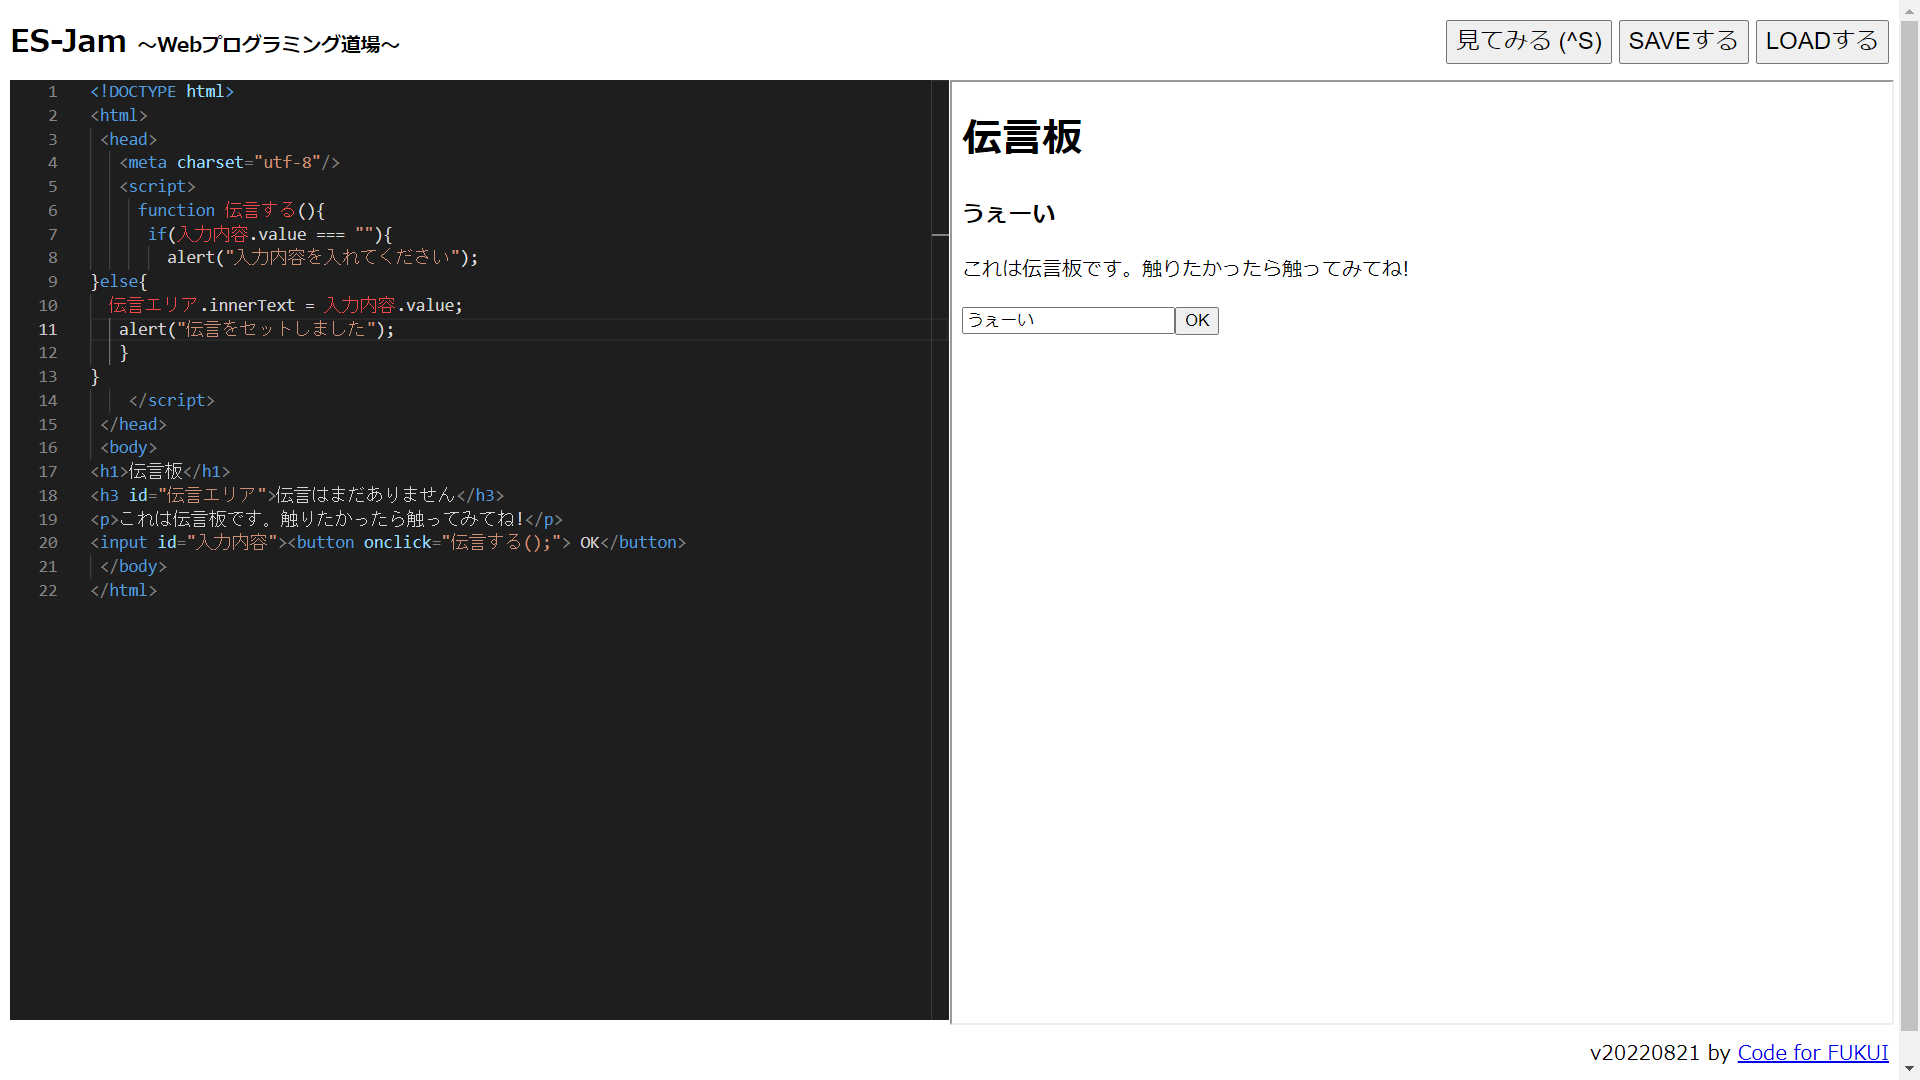 ES-Jam ～Webプログラミング道場～
見てみる (^S) SAVEする LOADする
1 <!DOCTYPE html>
2 <html>
3 <head>
4 <meta charset="utf-8"/>
5 <script>
6 function 伝言する(){
7 if(入力内容.value === ""){
8 alert("入力内容を入れてください");
9 }else{
10 伝言エリア.innerText = 入力内容.value;
11 alert("伝言をセットしました");
12 }
13 }
14 </script>
15 </head>
16 <body>
17 <h1>伝言板</h1>
18 <h3 id="伝言エリア">伝言はまだありません</h3>
19 <p>これは伝言板です。触りたかったら触ってみてね!</p>
20 <input id="入力内容"><button onclick="伝言する();"> OK</button>
21 </body>
22 </html>
伝言板
うぇーい
これは伝言板です。触りたかったら触ってみてね!
うぇーい OK
v20220821 by Code for FUKUI